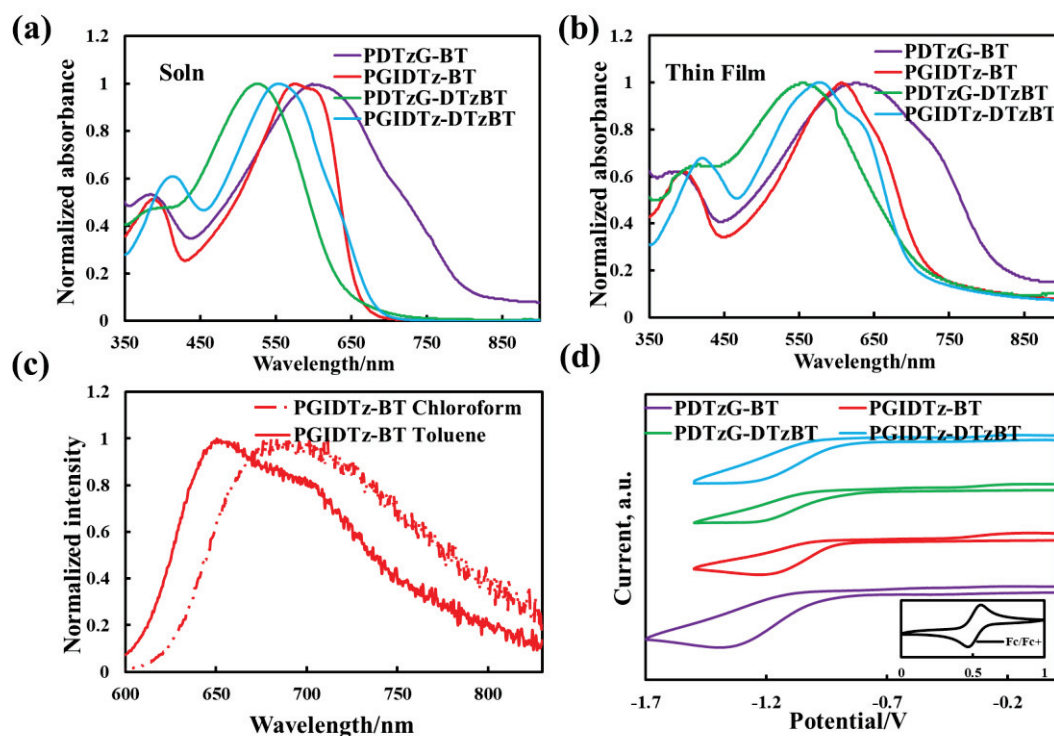 (a)
Normalized absorbance
1.2
1
0.8
0.6
0.4
0.2
0
Soln
PDTzG-BT
PGIDTz-BT
PDTzG-DTzBT
PGIDTz-DTzBT
350 450 550 650 750 850
Wavelength/nm
(b)
Normalized absorbance
1.2
1
0.8
0.6
0.4
0.2
0
Thin Film
PDTzG-BT
PGIDTz-BT
PDTzG-DTzBT
PGIDTz-DTzBT
350 450 550 650 750 850
Wavelength/nm
(c)
Normalized intensity
1.2
1
0.8
0.6
0.4
0.2
0
PGIDTz-BT Chloroform
PGIDTz-BT Toluene
600 650 700 750 800
Wavelength/nm
(d)
Current, a.u.
PDTzG-BT PGIDTz-BT
PDTzG-DTzBT PGIDTz-DTzBT
Fc/Fc+
0 0.5 1
-1.7 -1.2 -0.7 -0.2
Potential/V